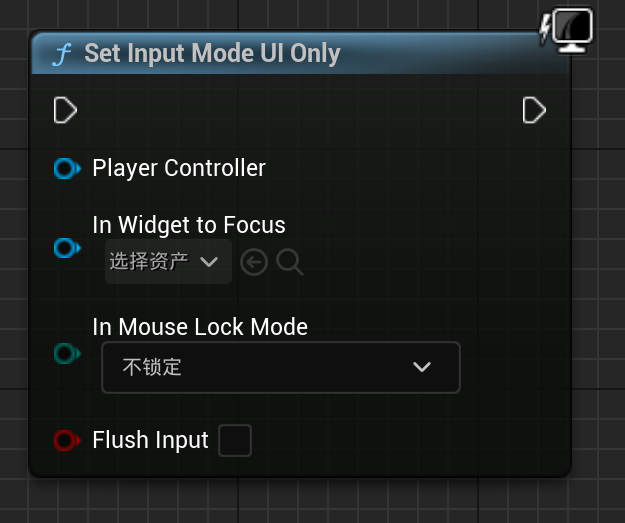 f Set Input Mode UI Only
Player Controller
In Widget to Focus
选择资产
In Mouse Lock Mode
不锁定
Flush Input